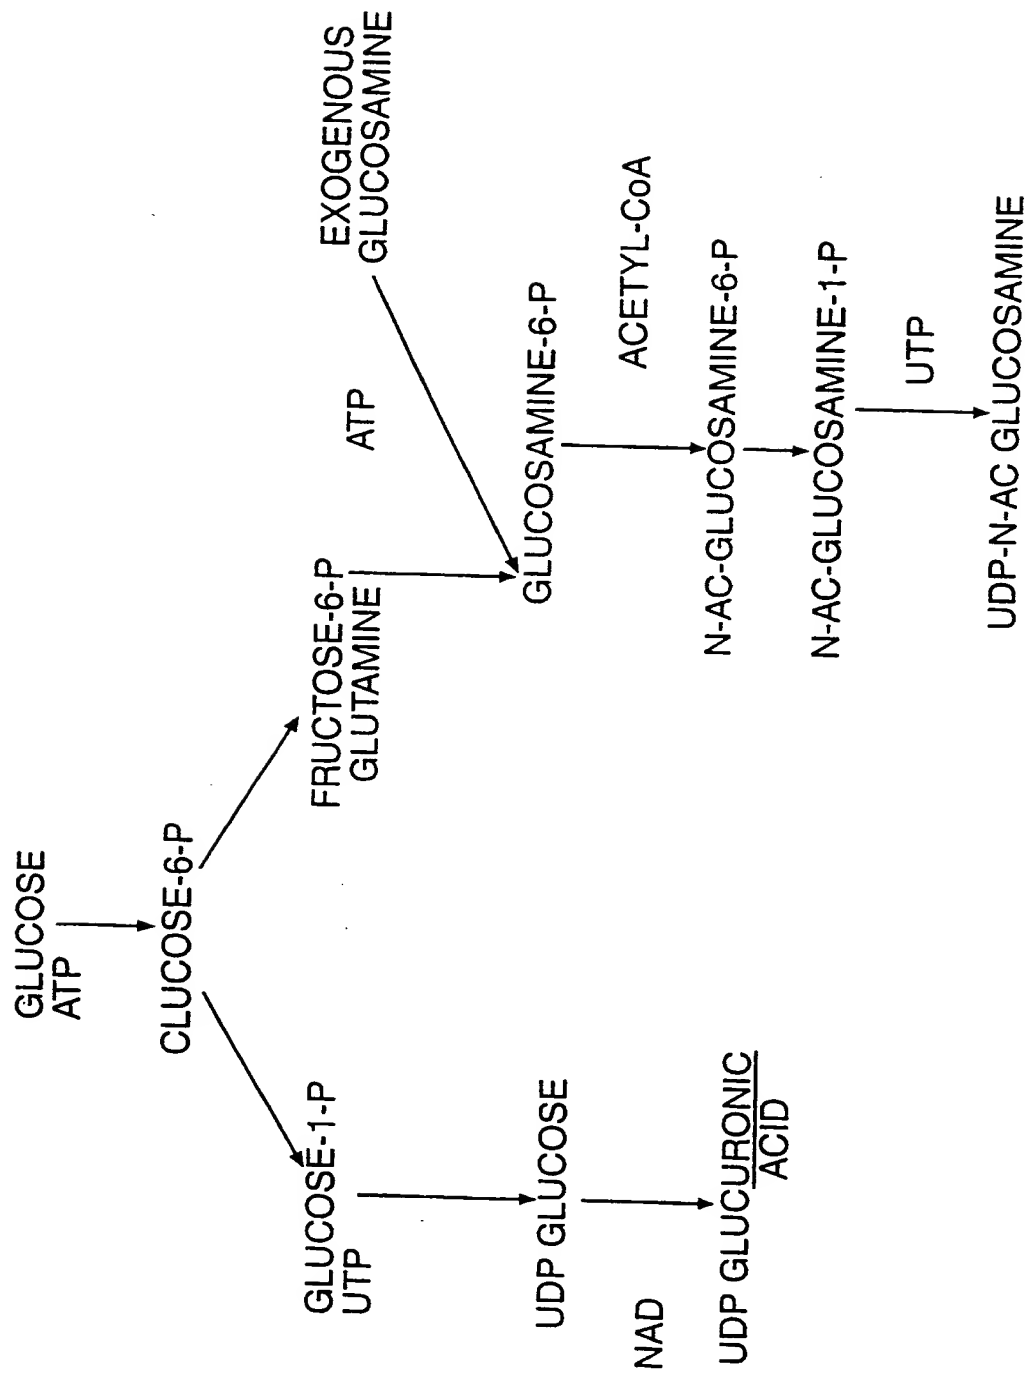 GLUCOSE
ATP
CLUCOSE-6-P
GLUCOSE-1-P
UTP
UDP GLUCOSE
NAD
UDP GLUCURONIC
ACID
FRUCTOSE-6-P
GLUTAMINE
ATP
EXOGENOUS
GLUCOSAMINE
GLUCOSAMINE-6-P
ACETYL-CoA
N-AC-GLUCOSAMINE-6-P
N-AC-GLUCOSAMINE-1-P
UTP
UDP-N-AC GLUCOSAMINE